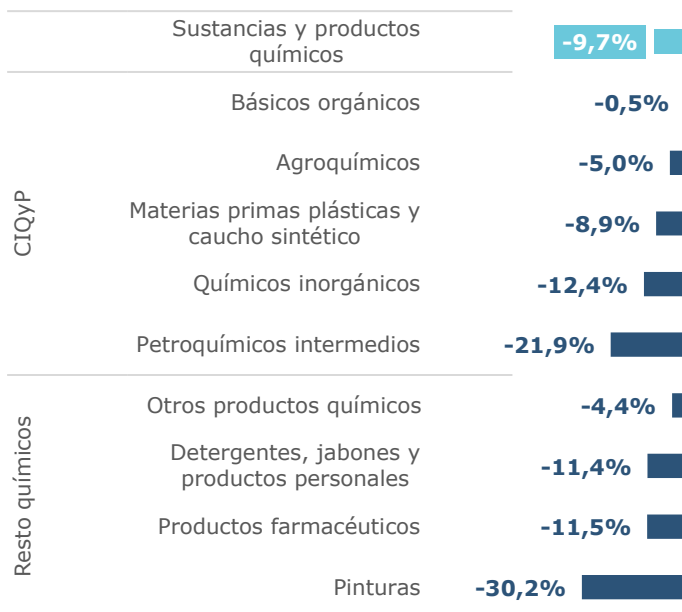 Sustancias y productos
químicos
-9,7%
CIQyP
Básicos orgánicos
-0,5%
Agroquímicos
-5,0%
Materias primas plásticas y
caucho sintético
-8,9%
Químicos inorgánicos
-12,4%
Petroquímicos intermedios
-21,9%
Resto químicos
Otros productos químicos
-4,4%
Detergentes, jabones y
productos personales
-11,4%
Productos farmacéuticos
-11,5%
Pinturas
-30,2%